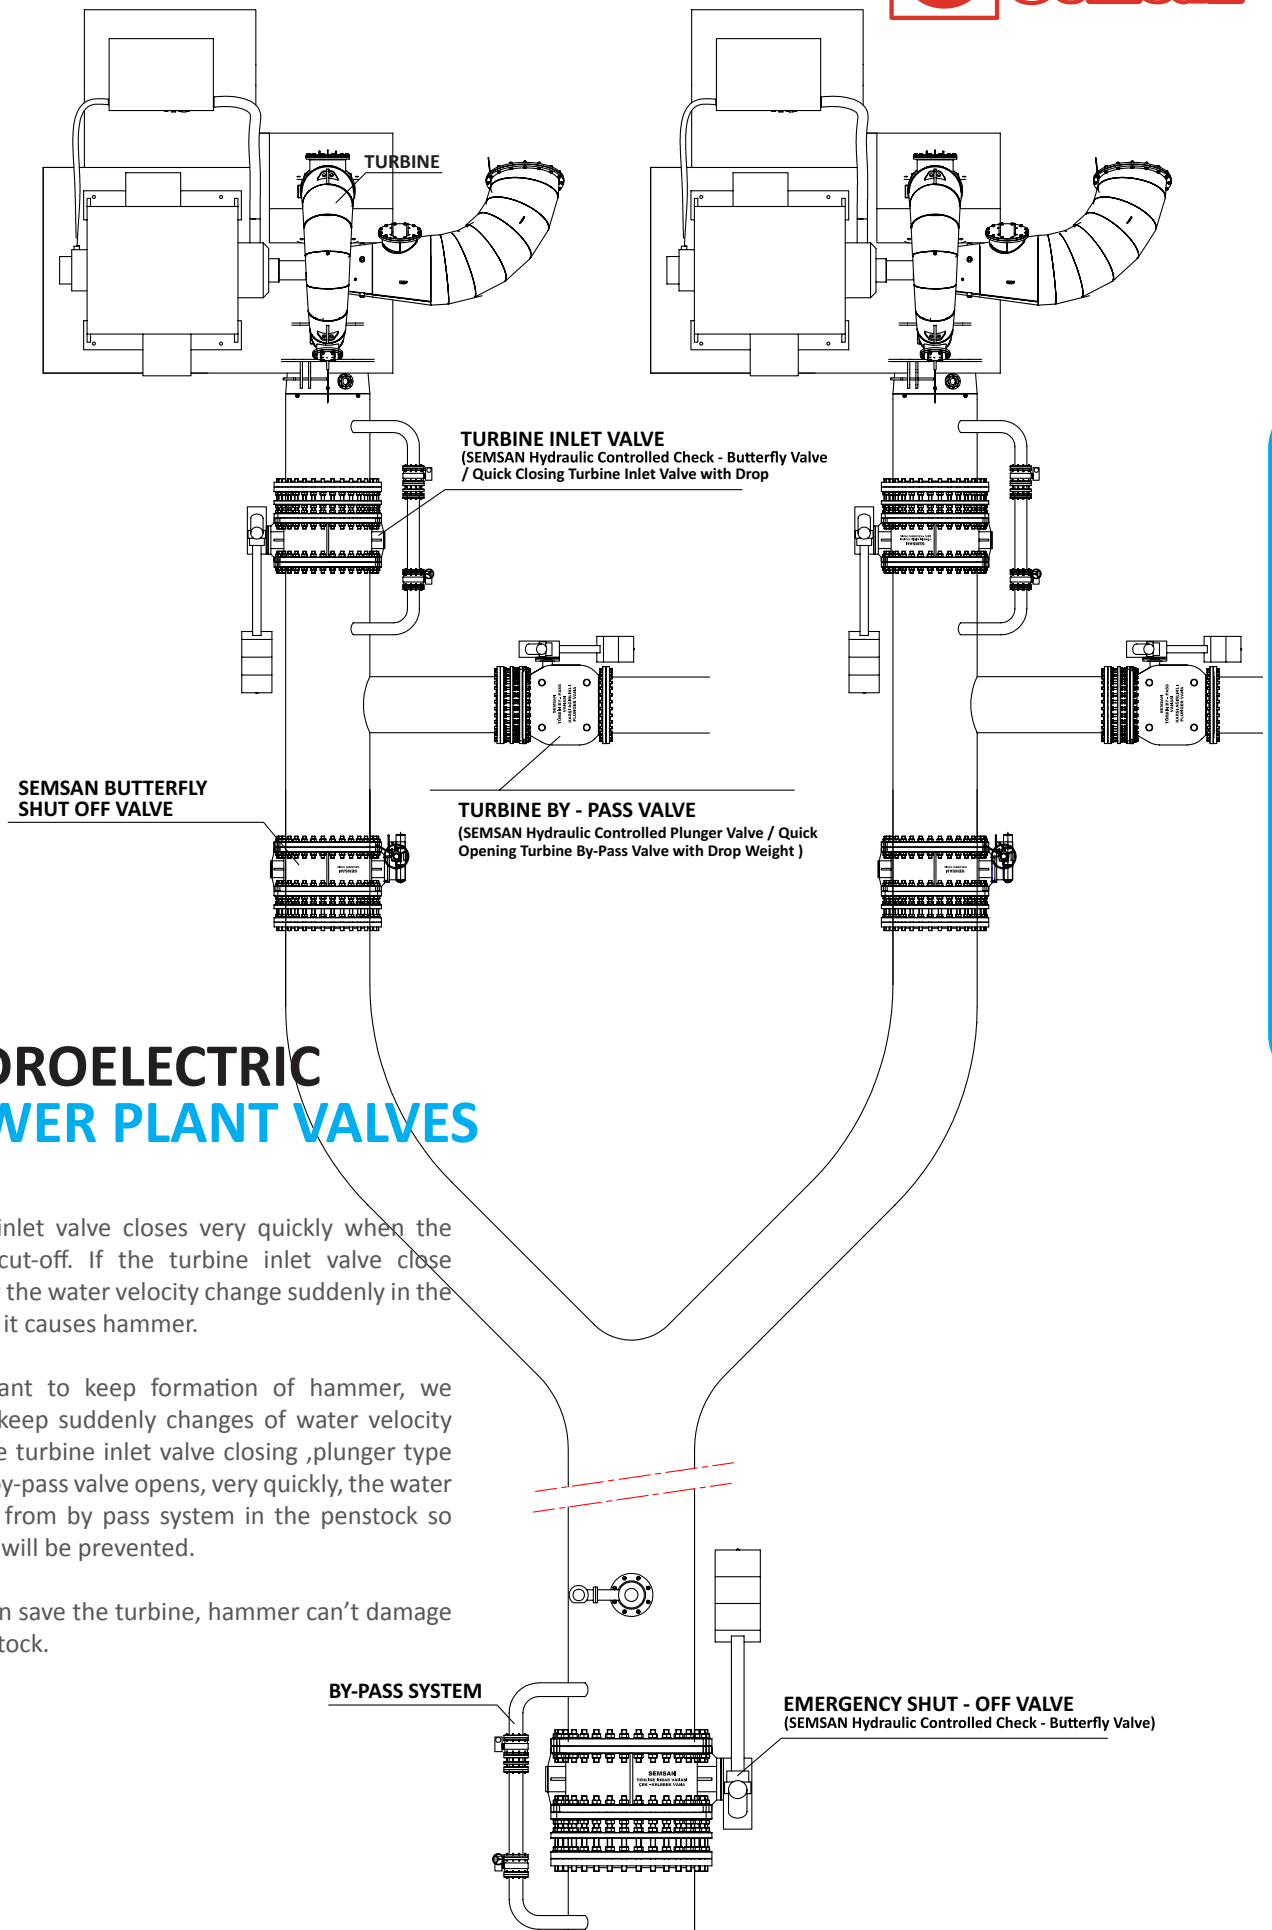 TURBINE
TURBINE INLET VALVE
(SEMSAN Hydraulic Controlled Check - Butterfly Valve
/ Quick Closing Turbine Inlet Valve with Drop
SEMSAN BUTTERFLY
SHUT OFF VALVE
TURBINE BY - PASS VALVE
(SEMSAN Hydraulic Controlled Plunger Valve / Quick
Opening Turbine By-Pass Valve with Drop Weight )
DROELECTRIC
WER PLANT VALVES
inlet valve closes very quickly when the
cut-off. If the turbine inlet valve close
the water velocity change suddenly in the
it causes hammer.
ant to keep formation of hammer, we
keep suddenly changes of water velocity
e turbine inlet valve closing ,plunger type
by-pass valve opens, very quickly, the water
from by pass system in the penstock so
will be prevented.
n save the turbine, hammer can’t damage
tock.
BY-PASS SYSTEM
EMERGENCY SHUT - OFF VALVE
(SEMSAN Hydraulic Controlled Check - Butterfly Valve)
SEMSAN